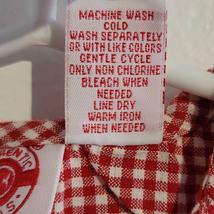 MACHINE WASH
COLD
WASH SEPARATELY
OR WITH LIKE COLORS
GENTLE CYCLE
ONLY NON CHLORINE
BLEACH WHEN
NEEDED
LINE DRY
WARM IRON
WHEN NEEDED